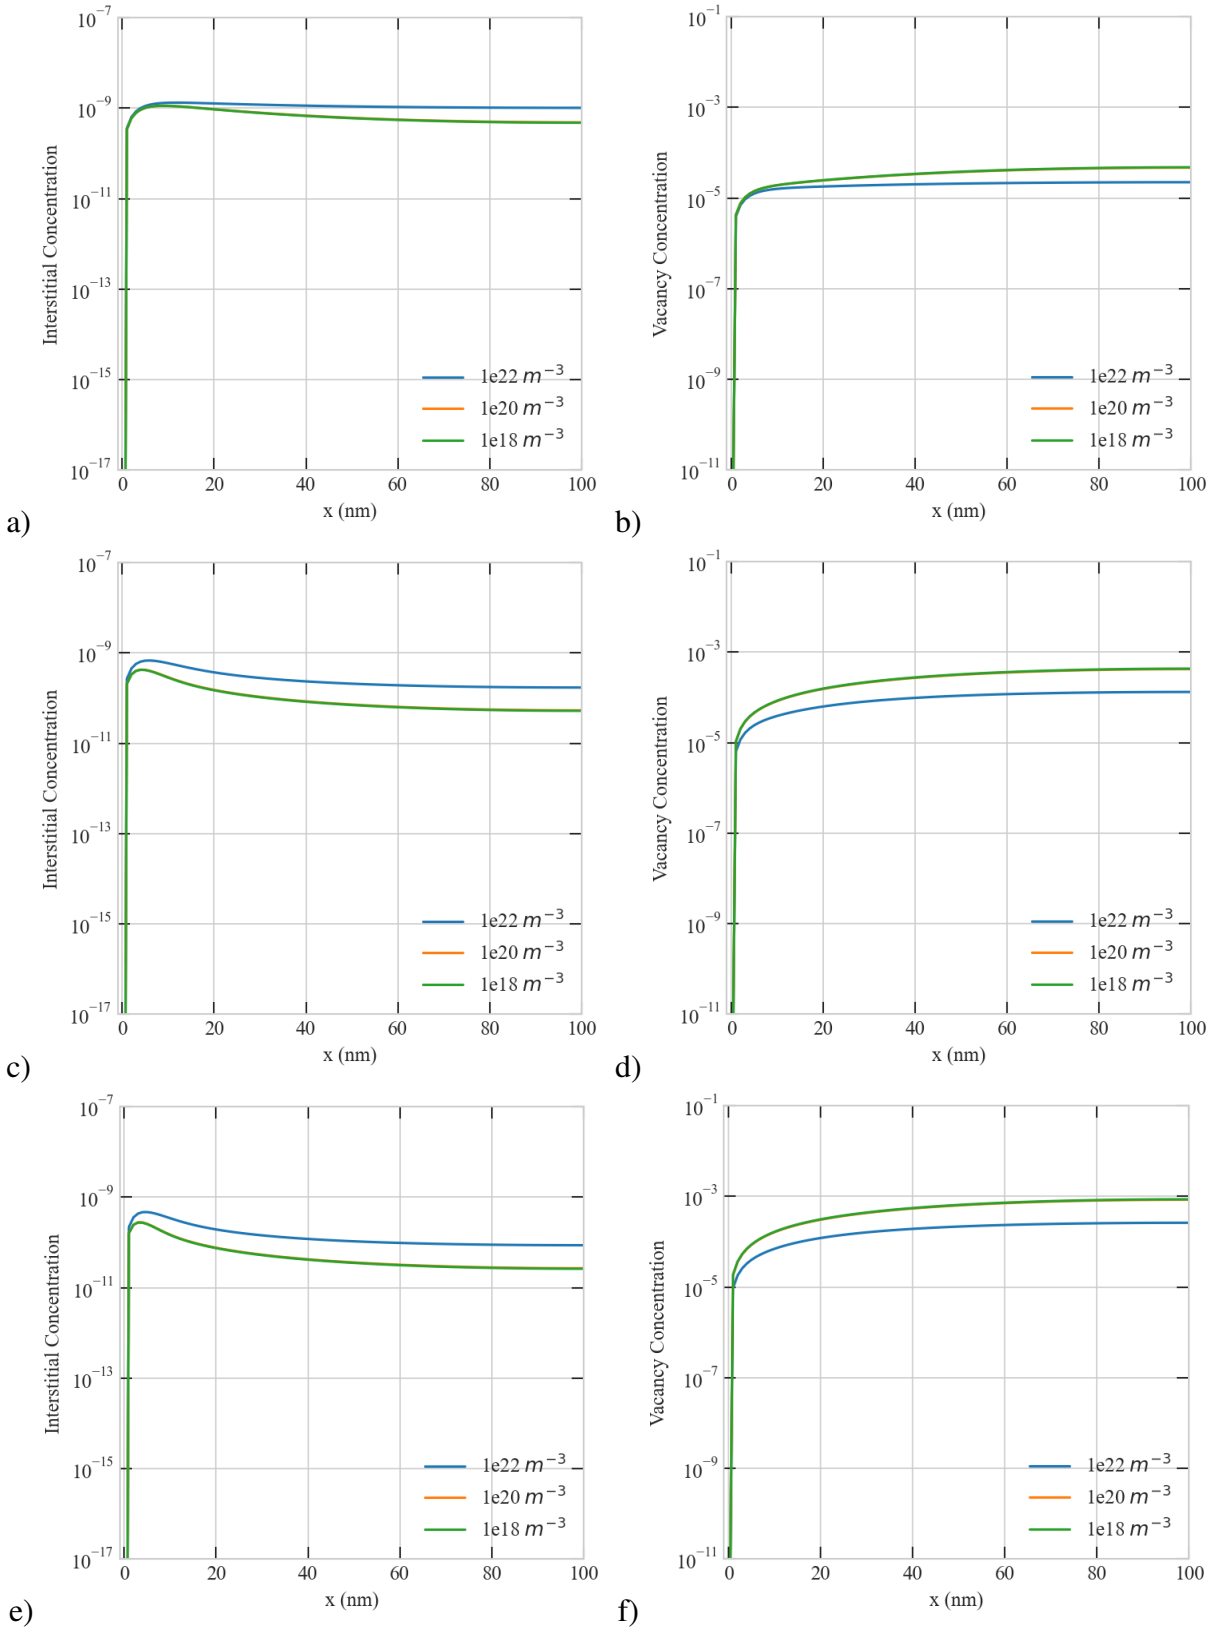 10⁻⁷
10⁻⁹
10⁻¹¹
10⁻¹³
10⁻¹⁵
10⁻¹⁷
Interstitial Concentration
1e22 m⁻³
1e20 m⁻³
1e18 m⁻³
0 20 40 60 80 100
x (nm)
a)
10⁻¹
10⁻³
10⁻⁵
10⁻⁷
10⁻⁹
10⁻¹¹
Vacancy Concentration
1e22 m⁻³
1e20 m⁻³
1e18 m⁻³
0 20 40 60 80 100
x (nm)
b)
10⁻⁷
10⁻⁹
10⁻¹¹
10⁻¹³
10⁻¹⁵
10⁻¹⁷
Interstitial Concentration
1e22 m⁻³
1e20 m⁻³
1e18 m⁻³
0 20 40 60 80 100
x (nm)
c)
10⁻¹
10⁻³
10⁻⁵
10⁻⁷
10⁻⁹
10⁻¹¹
Vacancy Concentration
1e22 m⁻³
1e20 m⁻³
1e18 m⁻³
0 20 40 60 80 100
x (nm)
d)
10⁻⁷
10⁻⁹
10⁻¹¹
10⁻¹³
10⁻¹⁵
10⁻¹⁷
Interstitial Concentration
1e22 m⁻³
1e20 m⁻³
1e18 m⁻³
0 20 40 60 80 100
x (nm)
e)
10⁻¹
10⁻³
10⁻⁵
10⁻⁷
10⁻⁹
10⁻¹¹
Vacancy Concentration
1e22 m⁻³
1e20 m⁻³
1e18 m⁻³
0 20 40 60 80 100
x (nm)
f)